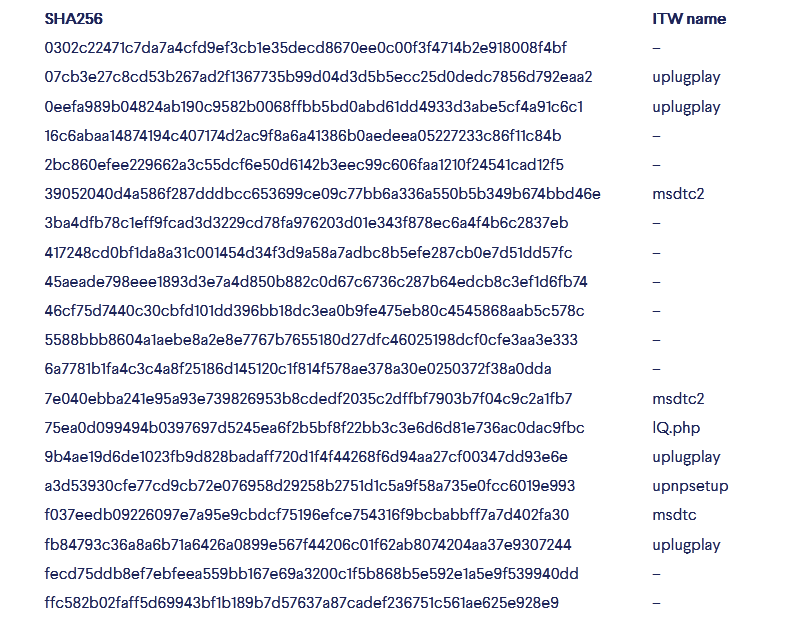 SHA256 ITW name
0302c22471c7da7a4cfd9ef3cb1e35decd8670ee0c00f3f4714b2e918008f4bf –
07cb3e27c8cd53b267ad2f1367735b99d04d3d5b5ecc25d0dedc7856d792eaa2 uplugplay
0eefa989b04824ab190c9582b0068ffbb5bd0abd61dd4933d3abe5cf4a91c6c1 uplugplay
16c6abaa14874194c407174d2ac9f8a6a41386b0aedeea05227233c86f11c84b –
2bc860efee229662a3c55dcf6e50d6142b3eec99c606faa1210f24541cad12f5 –
39052040d4a586f287dddbcc653699ce09c77bb6a336a550b5b349b674bbd46e msdtc2
3ba4dfb78c1eff9fcad3d3229cd78fa976203d01e343f878ec6a4f4b6c2837eb –
417248cd0bf1da8a31c001454d34f3d9a58a7adbc8b5efe287cb0e7d51dd57fc –
45aeade798eee1893d3e7a4d850b882c0d67c6736c287b64edcb8c3ef1d6fb74 –
46cf75d7440c30cbfd101dd396bb18dc3ea0b9fe475eb80c4545868aab5c578c –
5588bbb8604a1aebe8a2e8e7767b7655180d27dfc46025198dcf0cfe3aa3e333 –
6a7781b1fa4c3c4a8f25186d145120c1f814f578ae378a30e0250372f38a0dda –
7e040ebba241e95a93e739826953b8cdedf2035c2dffbf7903b7f04c9c2a1fb7 msdtc2
75ea0d099494b0397697d5245ea6f2b5bf8f22bb3c3e6d6d81e736ac0dac9fbc lQ.php
9b4ae19d6de1023fb9d828badaff720d1f4f44268f6d94aa27cf00347dd93e6e uplugplay
a3d53930cfe77cd9cb72e076958d29258b2751d1c5a9f58a735e0fcc6019e993 upnpsetup
f037eedb09226097e7a95e9cbdcf75196efce754316f9bcbabbff7a7d402fa30 msdtc
fb84793c36a8a6b71a6426a0899e567f44206c01f62ab8074204aa37e9307244 uplugplay
fecd75ddb8ef7ebfeea559bb167e69a3200c1f5b868b5e592e1a5e9f539940dd –
ffc582b02faff5d69943bf1b189b7d57637a87cadef236751c561ae625e928e9 –